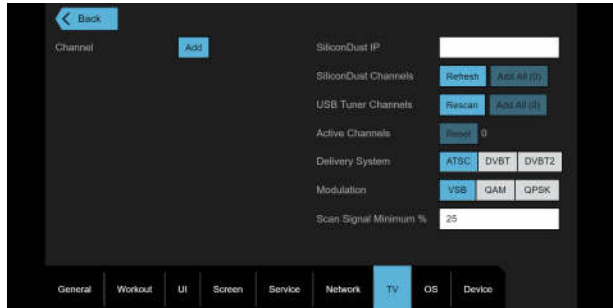 Back
Channel Add
SiliconDust IP
SiliconDust Channels Refresh Add All (0)
USB Tuner Channels Rescan Add All (0)
Active Channels Reset 0
Delivery System ATSC DVBT DVBT2
Modulation VSB QAM QPSK
Scan Signal Minimum % 25
General Workout UI Screen Service Network TV OS Device